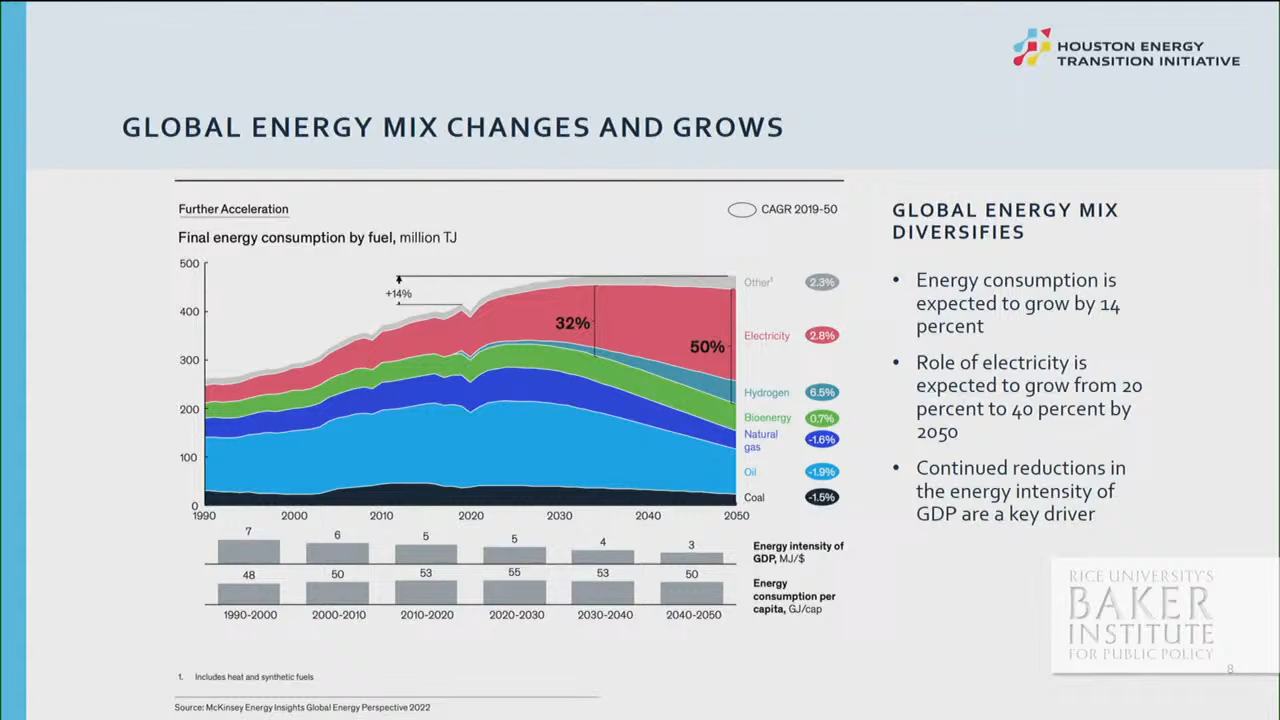 HOUSTON ENERGY
TRANSITION INITIATIVE
GLOBAL ENERGY MIX CHANGES AND GROWS
Further Acceleration
CAGR 2019-50
Final energy consumption by fuel, million TJ
500
400
300
200
100
0
+14%
32%
50%
1990
2000
2010
2020
2030
2040
2050
Other¹
2.3%
Electricity
2.8%
Hydrogen
6.5%
Bioenergy
0.7%
Natural
gas
-1.6%
Oil
-1.9%
Coal
-1.5%
7
6
5
5
4
3
Energy intensity of
GDP, MJ/$
48
50
53
55
53
50
Energy
consumption per
capita, GJ/cap
1990-2000
2000-2010
2010-2020
2020-2030
2030-2040
2040-2050
1. Includes heat and synthetic fuels
Source: McKinsey Energy Insights Global Energy Perspective 2022
GLOBAL ENERGY MIX
DIVERSIFIES
• Energy consumption is
expected to grow by 14
percent
• Role of electricity is
expected to grow from 20
percent to 40 percent by
2050
• Continued reductions in
the energy intensity of
GDP are a key driver
RICE UNIVERSITY'S
BAKER
INSTITUTE
FOR PUBLIC POLICY
8